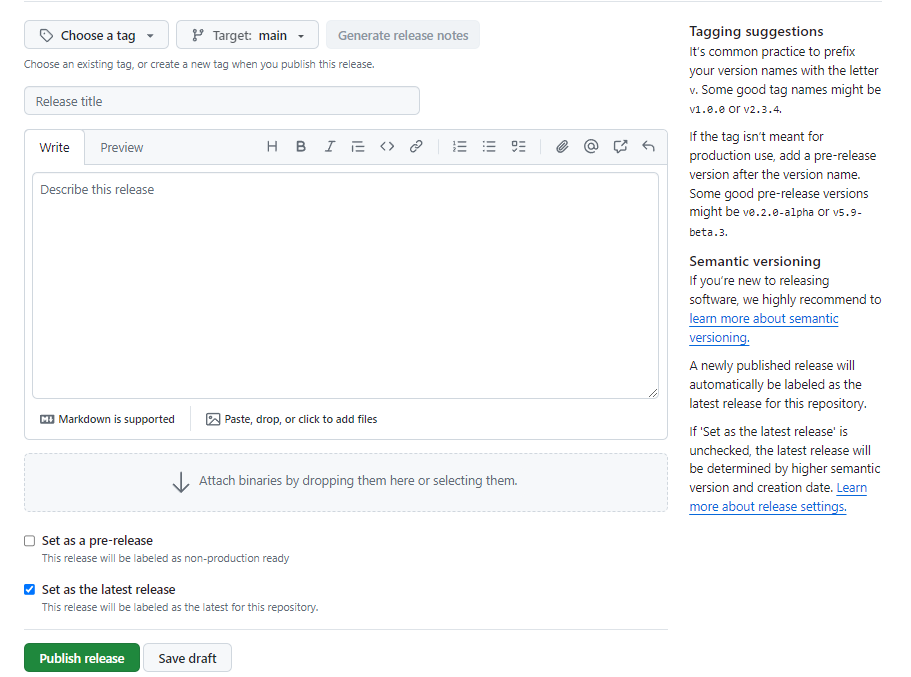 Choose a tag
Target: main
Generate release notes
Choose an existing tag, or create a new tag when you publish this release.
Release title
Write
Preview
Describe this release
Markdown is supported
Paste, drop, or click to add files
Attach binaries by dropping them here or selecting them.
Set as a pre-release
This release will be labeled as non-production ready
Set as the latest release
This release will be labeled as the latest for this repository.
Publish release
Save draft
Tagging suggestions
It's common practice to prefix
your version names with the letter
v. Some good tag names might be
v1.0.0 or v2.3.4.
If the tag isn't meant for
production use, add a pre-release
version after the version name.
Some good pre-release versions
might be v0.2.0-alpha or v5.9-
beta.3.
Semantic versioning
If you're new to releasing
software, we highly recommend to
learn more about semantic
versioning.
A newly published release will
automatically be labeled as the
latest release for this repository.
If 'Set as the latest release' is
unchecked, the latest release will
be determined by higher semantic
version and creation date. Learn
more about release settings.